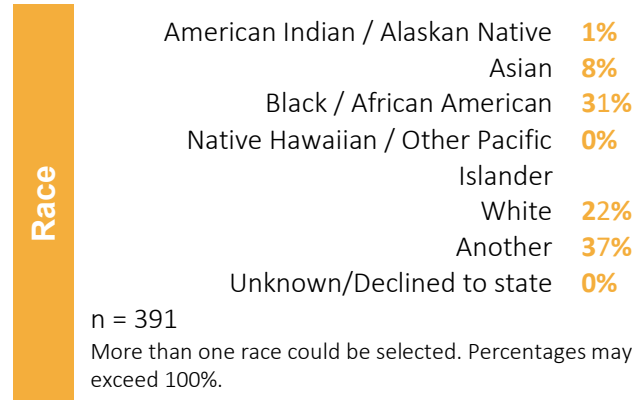 Race
American Indian / Alaskan Native 1%
Asian 8%
Black / African American 31%
Native Hawaiian / Other Pacific 0%
Islander
White 22%
Another 37%
Unknown/Declined to state 0%
n = 391
More than one race could be selected. Percentages may
exceed 100%.